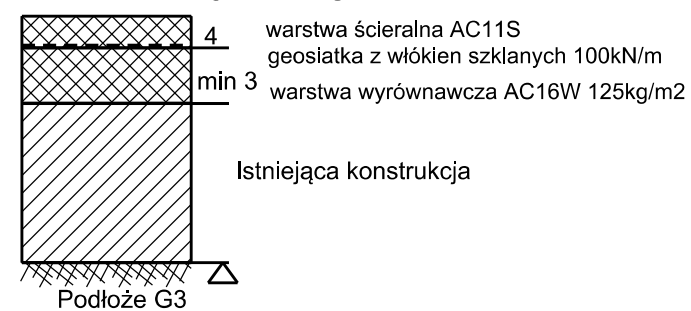 4 warstwa ścieralna AC11S
geosiatka z włókien szklanych 100kN/m
min 3 warstwa wyrównawcza AC16W 125kg/m2
Istniejąca konstrukcja
Podłoże G3